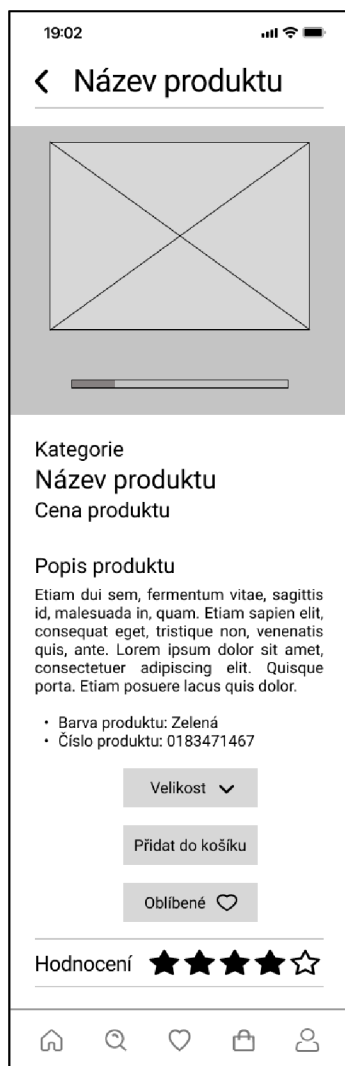 19:02
Název produktu
Kategorie
Název produktu
Cena produktu
Popis produktu
Etiam dui sem, fermentum vitae, sagittis
id, malesuada in, quam. Etiam sapien elit,
consequat eget, tristique non, venenatis
quis, ante. Lorem ipsum dolor sit amet,
consectetuer adipiscing elit. Quisque
porta. Etiam posuere lacus quis dolor.
• Barva produktu: Zelená
• Číslo produktu: 0183471467
Velikost
Přidat do košíku
Oblíbené
Hodnocení